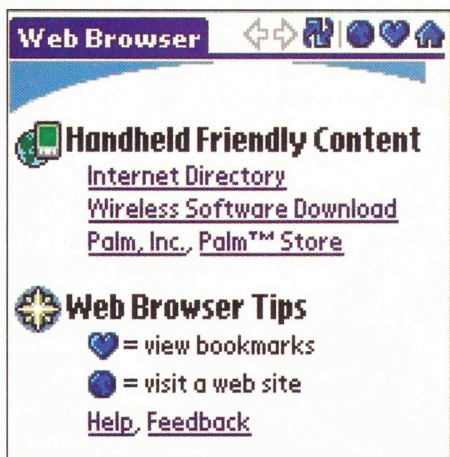 Web Browser
Handheld Friendly Content
Internet Directory
Wireless Software Download
Palm, Inc., Palm™ Store
Web Browser Tips
= view bookmarks
= visit a web site
Help, Feedback